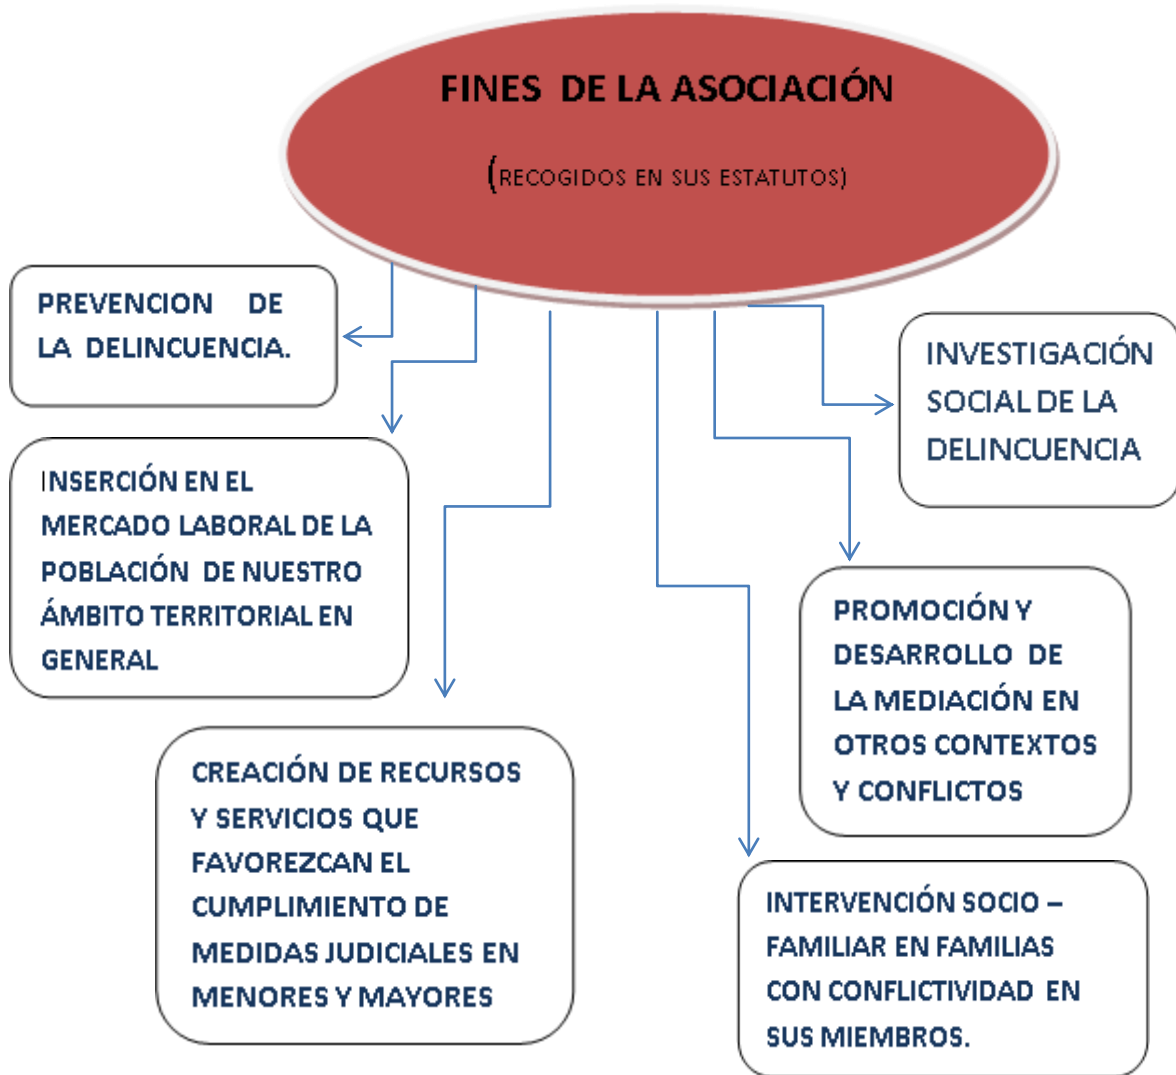 FINES DE LA ASOCIACIÓN
(RECOGIDOS EN SUS ESTATUTOS)
PREVENCION DE
LA DELINCUENCIA.
INSERCIÓN EN EL
MERCADO LABORAL DE LA
POBLACIÓN DE NUESTRO
ÁMBITO TERRITORIAL EN
GENERAL
CREACIÓN DE RECURSOS
Y SERVICIOS QUE
FAVOREZCAN EL
CUMPLIMIENTO DE
MEDIDAS JUDICIALES EN
MENORES Y MAYORES
INTERVENCIÓN SOCIO –
FAMILIAR EN FAMILIAS
CON CONFLICTIVIDAD EN
SUS MIEMBROS.
PROMOCIÓN Y
DESARROLLO DE
LA MEDIACIÓN EN
OTROS CONTEXTOS
Y CONFLICTOS
INVESTIGACIÓN
SOCIAL DE LA
DELINCUENCIA